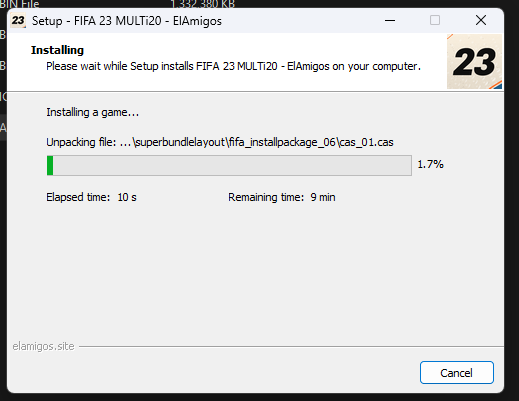 BIN File 1,332,380 KB
23 Setup - FIFA 23 MULTi20 - ElAmigos
Installing
Please wait while Setup installs FIFA 23 MULTi20 - ElAmigos on your computer.
23
Installing a game...
Unpacking file: ...\superbundlelayout\fifa_installpackage_06\cas_01.cas
1.7%
Elapsed time: 10 s Remaining time: 9 min
elamigos.site
Cancel